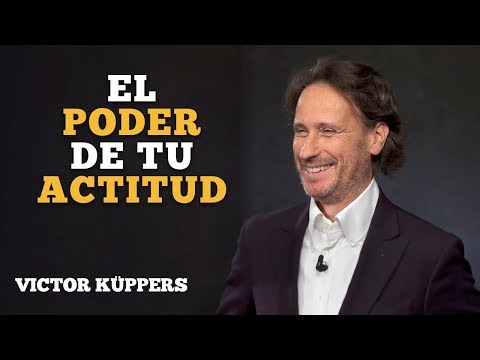 EL
PODER
DE TU
ACTITUD
VICTOR KÜPPERS